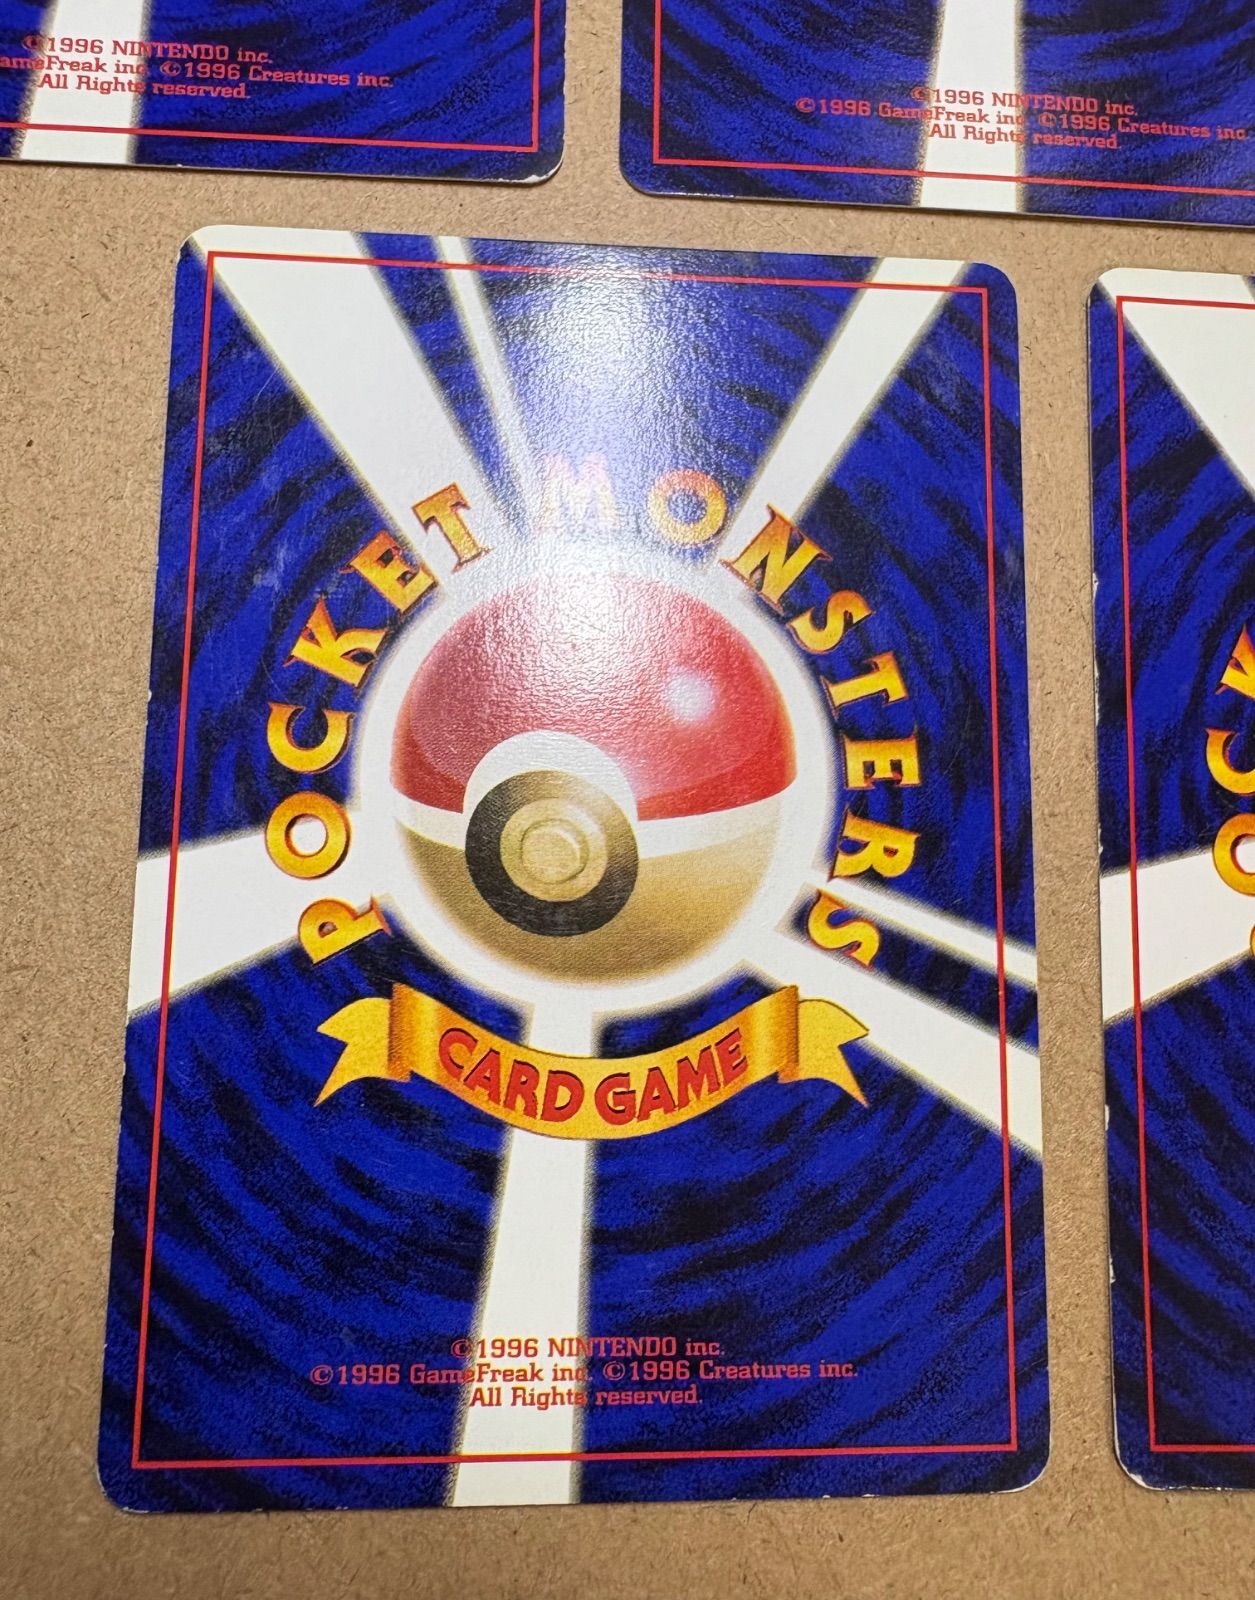 ©1996 NINTENDO inc.
ameFreak inc. ©1996 Creatures inc.
All Rights reserved.
©1996 NINTENDO inc.
©1996 GameFreak inc. ©1996 Creatures inc.
All Rights reserved.
POCKET MONSTERS
CARD GAME
©1996 NINTENDO inc.
©1996 GameFreak inc. ©1996 Creatures inc.
All Rights reserved.
OCK